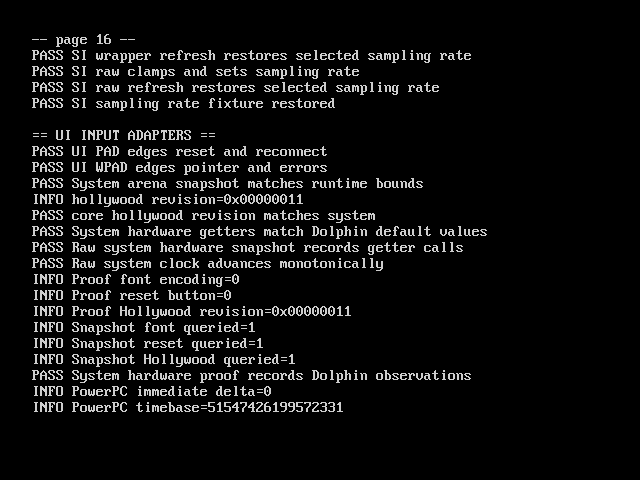 -- page 16 --
PASS SI wrapper refresh restores selected sampling rate
PASS SI raw clamps and sets sampling rate
PASS SI raw refresh restores selected sampling rate
PASS SI sampling rate fixture restored
== UI INPUT ADAPTERS ==
PASS UI PAD edges reset and reconnect
PASS UI WPAD edges pointer and errors
PASS System arena snapshot matches runtime bounds
INFO hollywood revision=0x00000011
PASS core hollywood revision matches system
PASS System hardware getters match Dolphin default values
PASS Raw system hardware snapshot records getter calls
PASS Raw system clock advances monotonically
INFO Proof font encoding=0
INFO Proof reset button=0
INFO Proof Hollywood revision=0x00000011
INFO Snapshot font queried=1
INFO Snapshot reset queried=1
INFO Snapshot Hollywood queried=1
PASS System hardware proof records Dolphin observations
INFO PowerPC immediate delta=0
INFO PowerPC timebase=51547426199572331